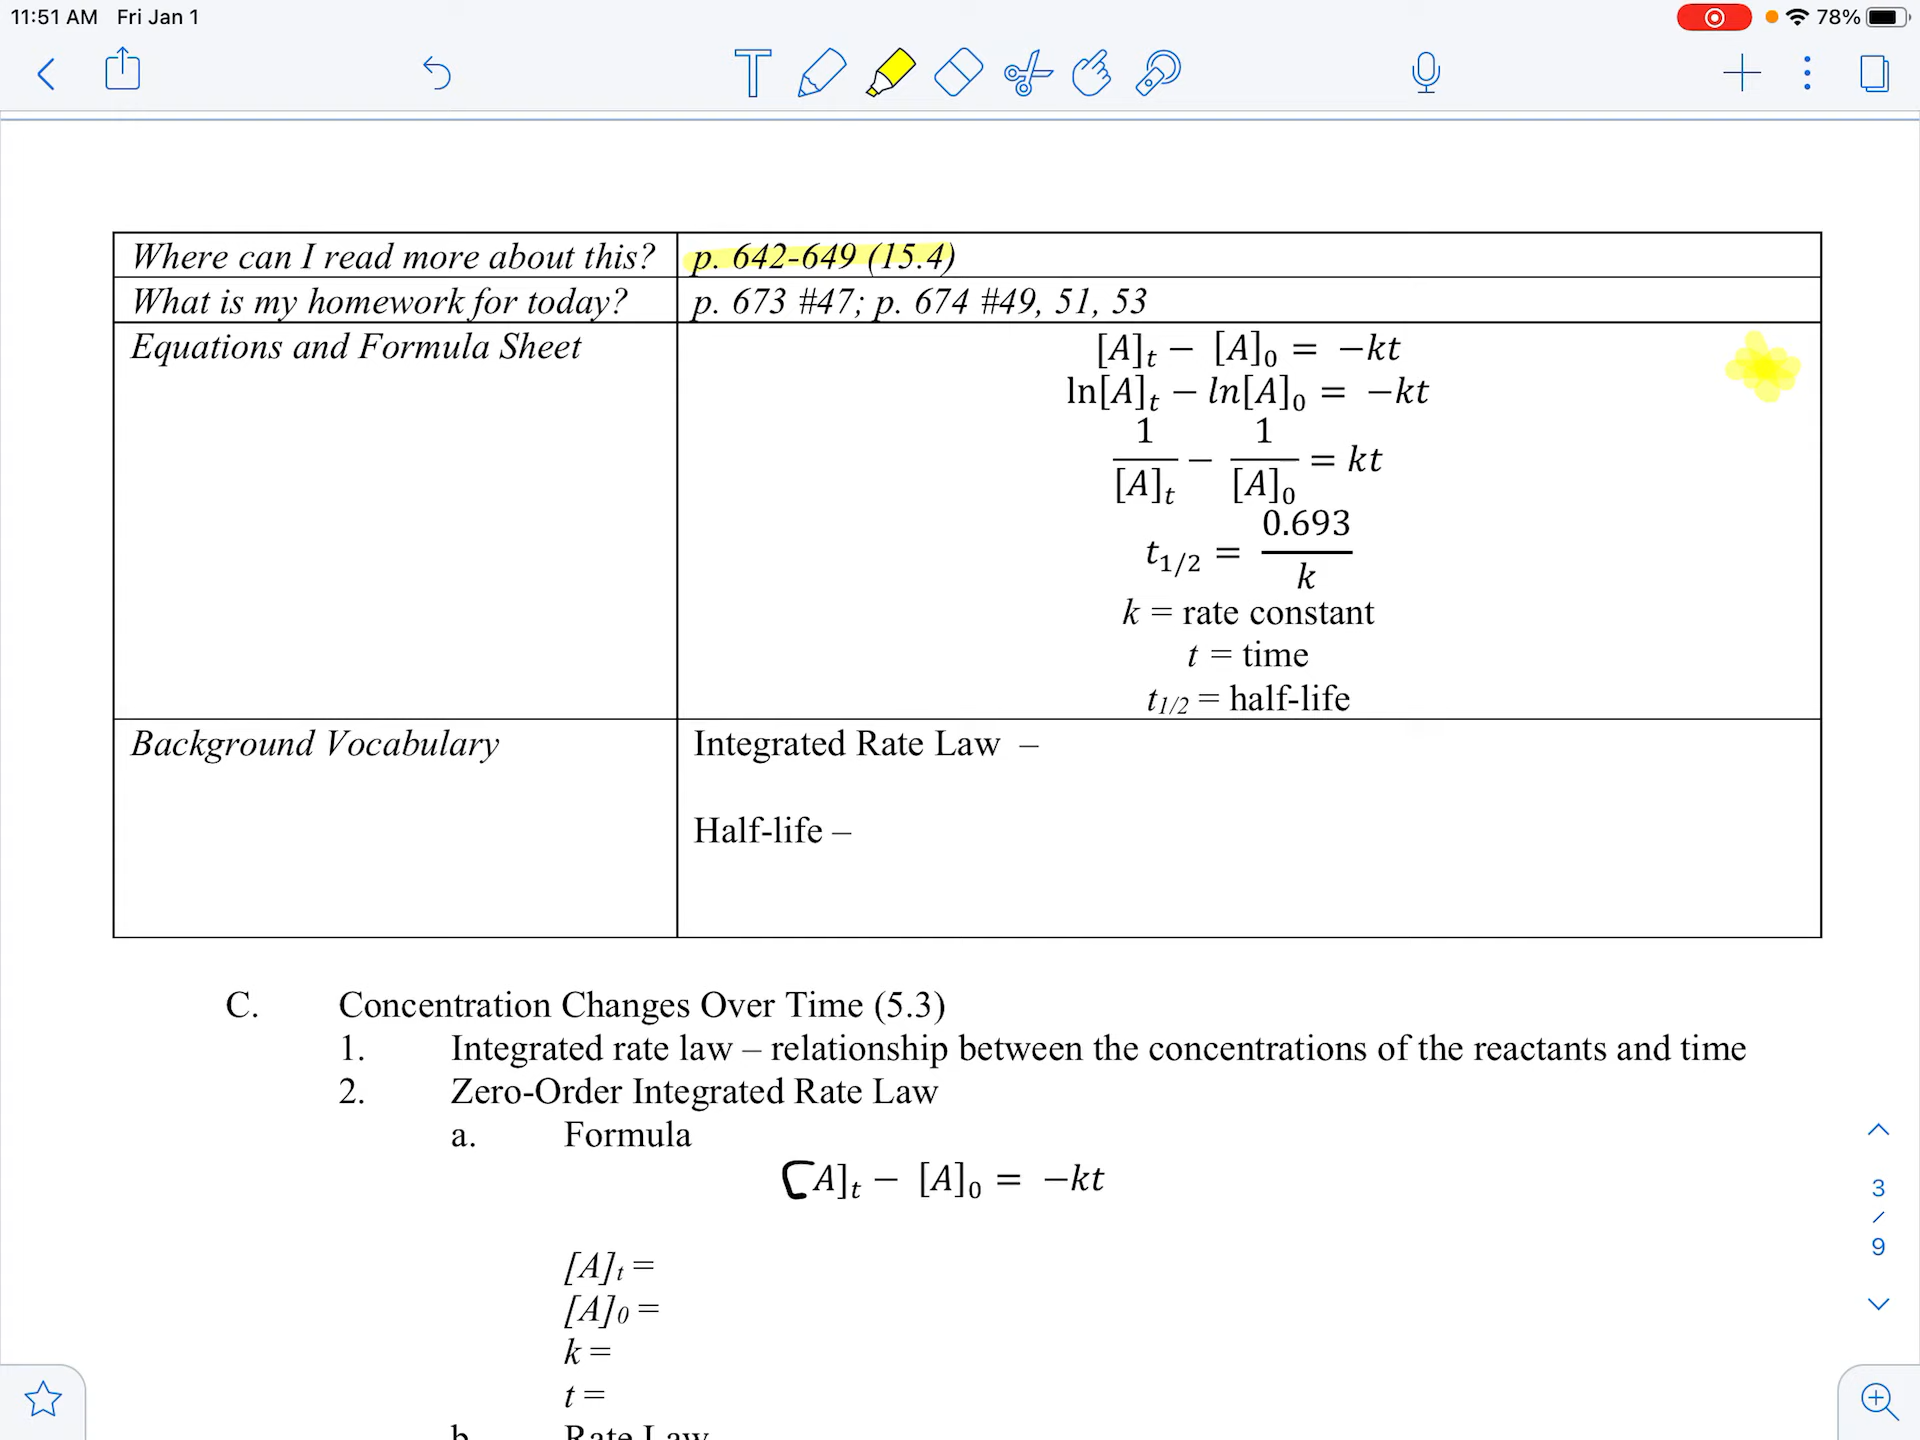 11:51 AM Fri Jan 1
78%
Where can I read more about this? p. 642-649 (15.4)
What is my homework for today? p. 673 #47; p. 674 #49, 51, 53
Equations and Formula Sheet
[A]t − [A]0 = −kt
ln[A]t − ln[A]0 = −kt
1/[A]t − 1/[A]0 = kt
t1/2 = 0.693/k
k = rate constant
t = time
t1/2 = half-life
Background Vocabulary
Integrated Rate Law –
Half-life –
C. Concentration Changes Over Time (5.3)
1. Integrated rate law – relationship between the concentrations of the reactants and time
2. Zero-Order Integrated Rate Law
a. Formula
[A]t − [A]0 = −kt
[A]t =
[A]0 =
k =
t =
b. Rate Law
3
/
9